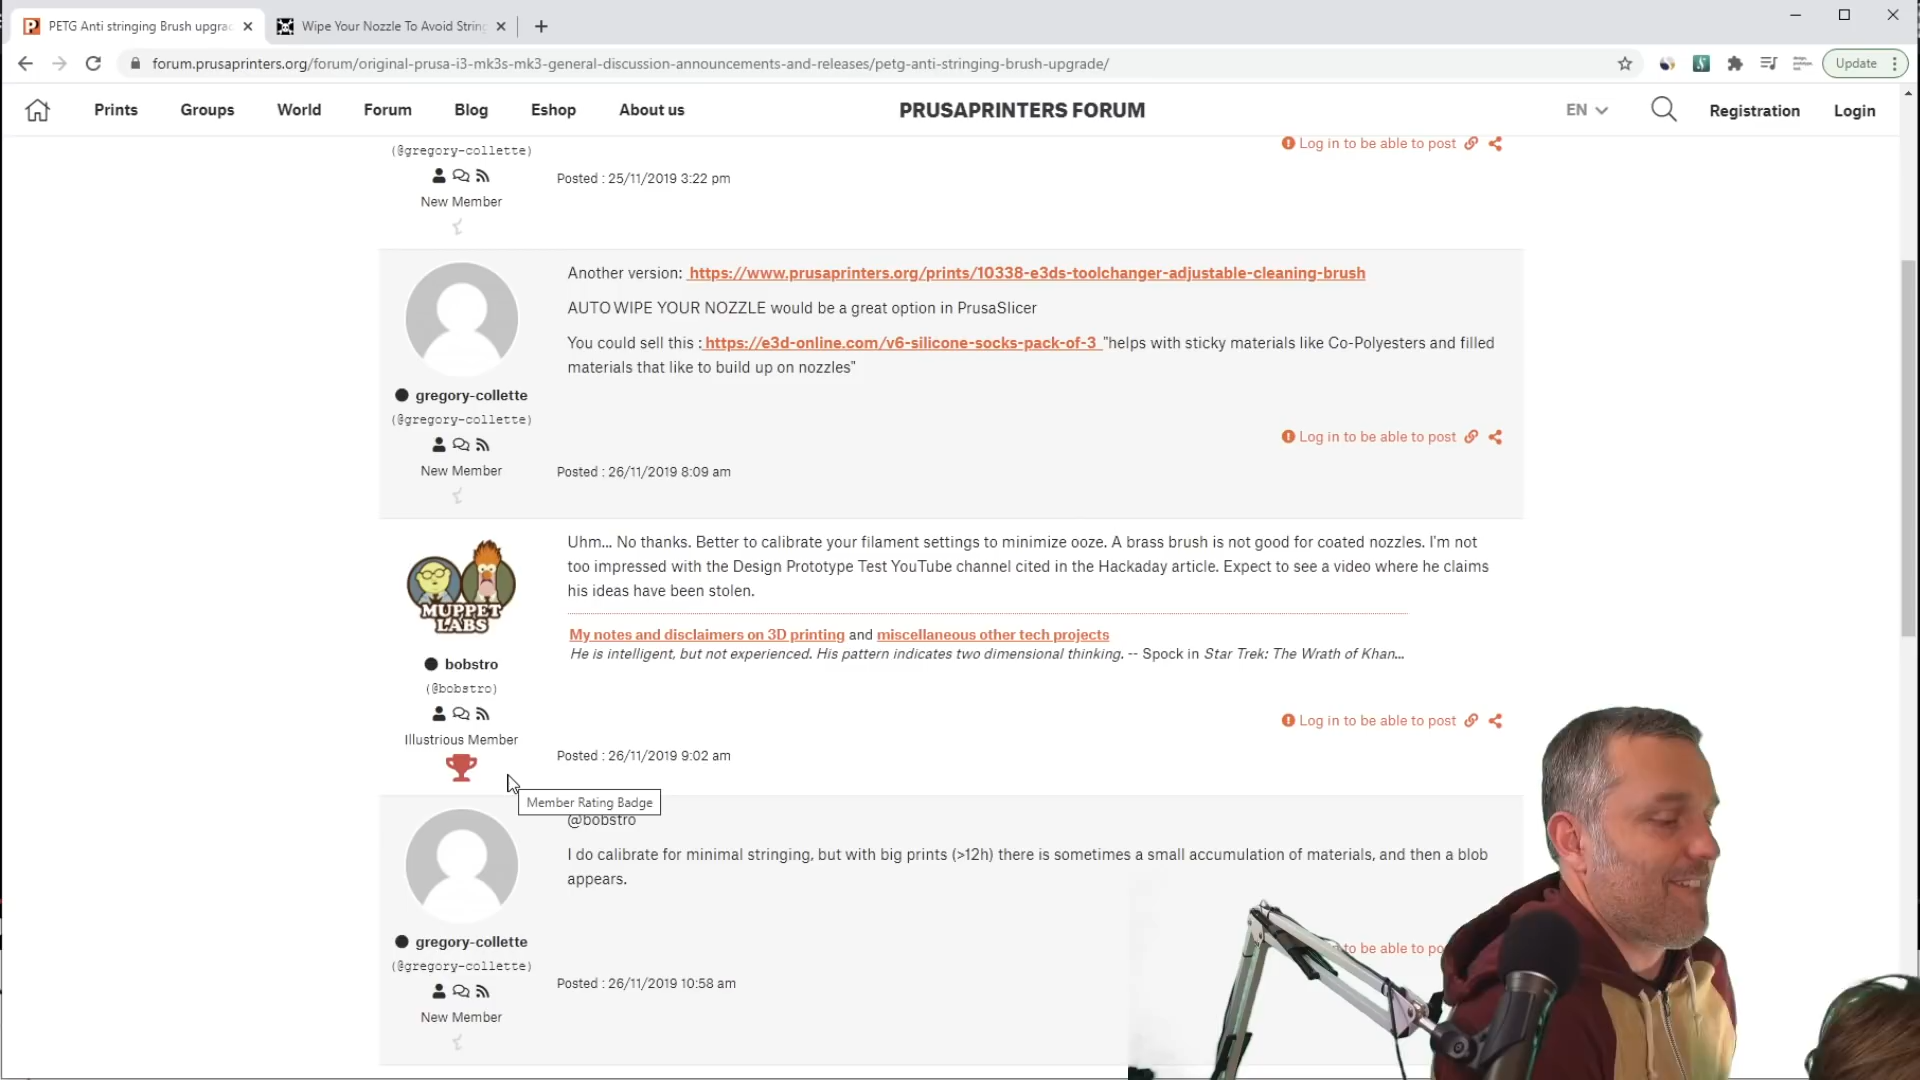 PETG Anti stringing Brush upgra
Wipe Your Nozzle To Avoid String
forum.prusaprinters.org/forum/original-prusa-i3-mk3s-mk3-general-discussion-announcements-and-releases/petg-anti-stringing-brush-upgrade/
Update
Prints
Groups
World
Forum
Blog
Eshop
About us
PRUSAPRINTERS FORUM
EN
Registration
Login
(@gregory-collette)
New Member
Log in to be able to post
Posted : 25/11/2019 3:22 pm
Another version: https://www.prusaprinters.org/prints/10338-e3ds-toolchanger-adjustable-cleaning-brush
AUTO WIPE YOUR NOZZLE would be a great option in PrusaSlicer
You could sell this : https://e3d-online.com/v6-silicone-socks-pack-of-3 "helps with sticky materials like Co-Polyesters and filled
materials that like to build up on nozzles"
gregory-collette
(@gregory-collette)
New Member
Log in to be able to post
Posted : 26/11/2019 8:09 am
Uhm... No thanks. Better to calibrate your filament settings to minimize ooze. A brass brush is not good for coated nozzles. I'm not
too impressed with the Design Prototype Test YouTube channel cited in the Hackaday article. Expect to see a video where he claims
his ideas have been stolen.
My notes and disclaimers on 3D printing and miscellaneous other tech projects
He is intelligent, but not experienced. His pattern indicates two dimensional thinking. -- Spock in Star Trek: The Wrath of Khan...
MUPPET
LABS
bobstro
(@bobstro)
Illustrious Member
Log in to be able to post
Posted : 26/11/2019 9:02 am
Member Rating Badge
@bobstro
I do calibrate for minimal stringing, but with big prints (>12h) there is sometimes a small accumulation of materials, and then a blob
appears.
gregory-collette
(@gregory-collette)
New Member
to be able to po
Posted : 26/11/2019 10:58 am